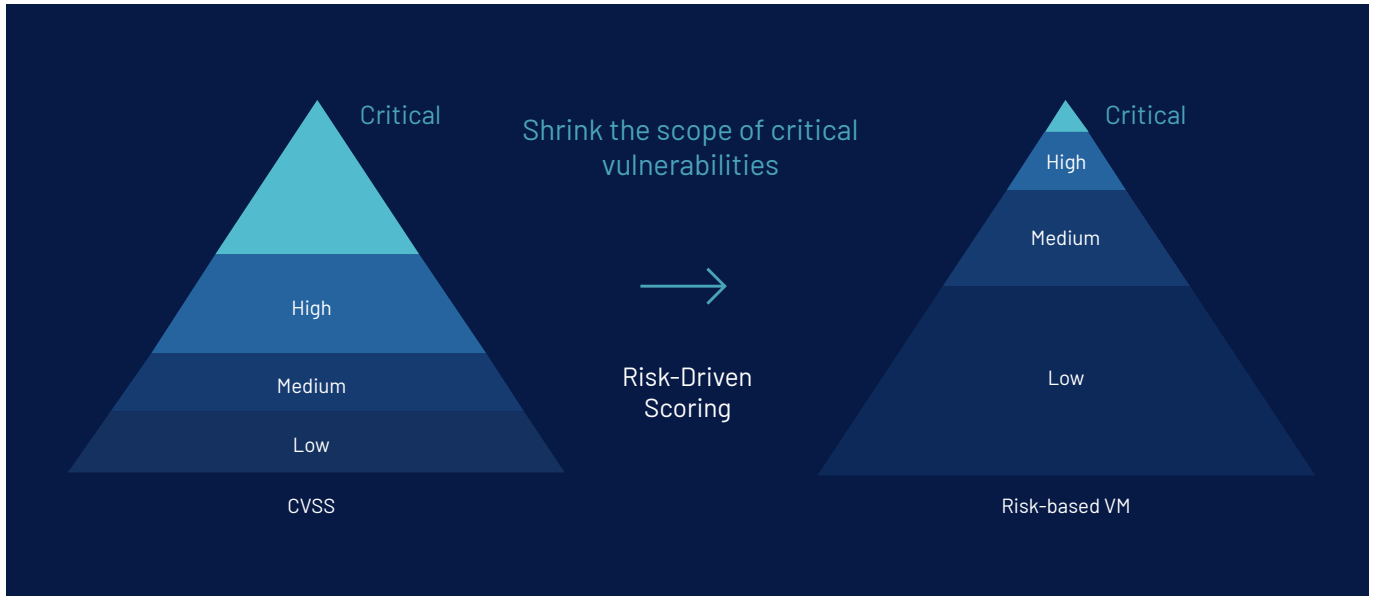 Critical
High
Medium
Low
CVSS
Shrink the scope of critical
vulnerabilities
Risk-Driven
Scoring
Critical
High
Medium
Low
Risk-based VM